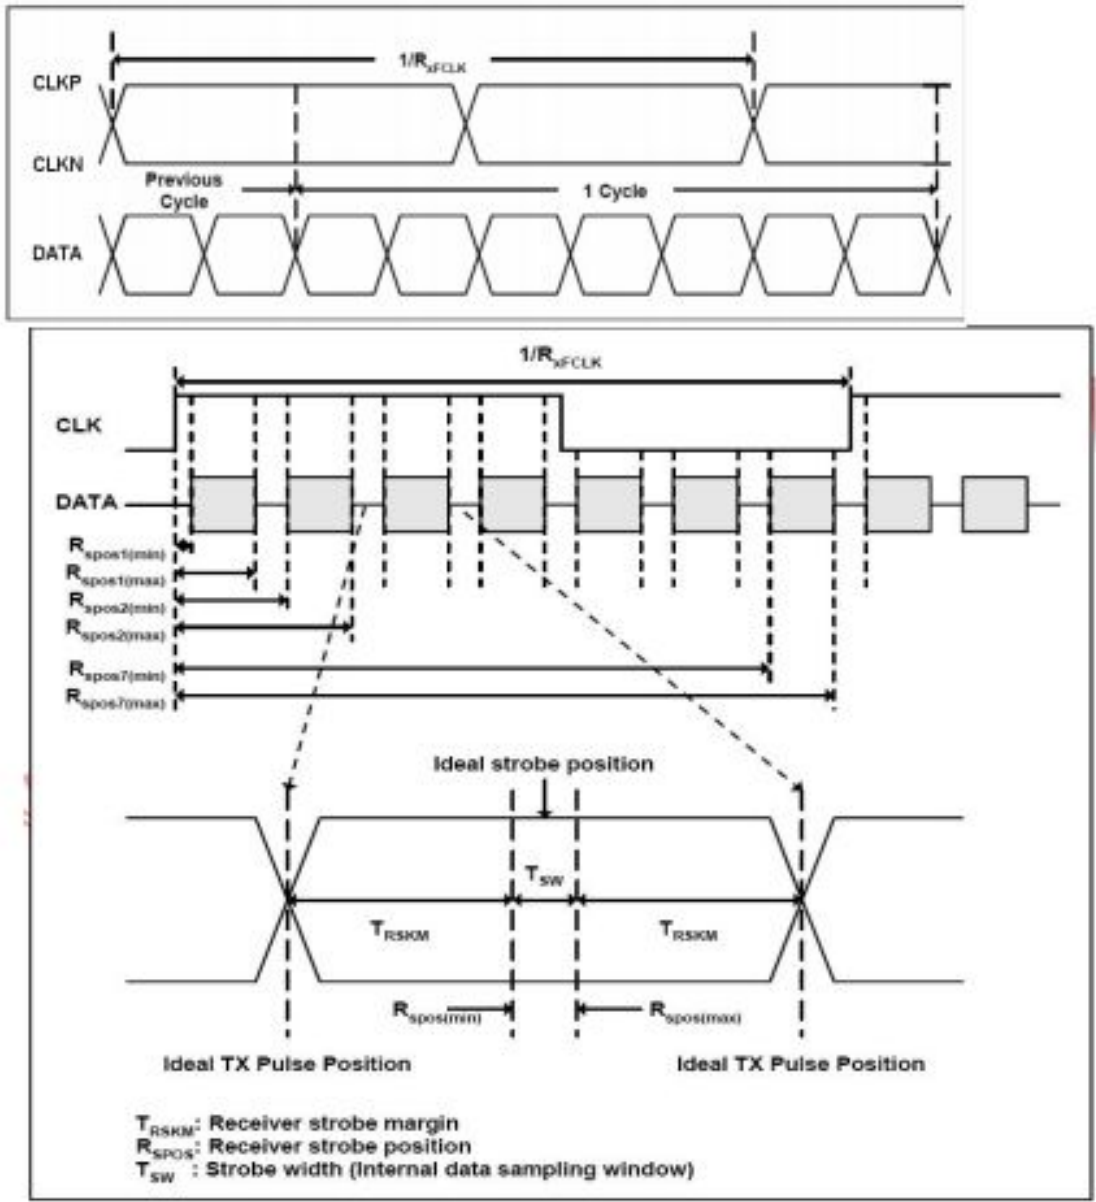 1/RxFCLK
CLKP
CLKN
Previous
Cycle
1 Cycle
DATA
1/RxFCLK
CLK
DATA
Rspos1(min)
Rspos1(max)
Rspos2(min)
Rspos2(max)
Rspos7(min)
Rspos7(max)
Ideal strobe position
TSW
TRSKM
TRSKM
Rspos(min)
Rspos(max)
Ideal TX Pulse Position
Ideal TX Pulse Position
TRSKM: Receiver strobe margin
RSPOS: Receiver strobe position
TSW : Strobe width (Internal data sampling window)